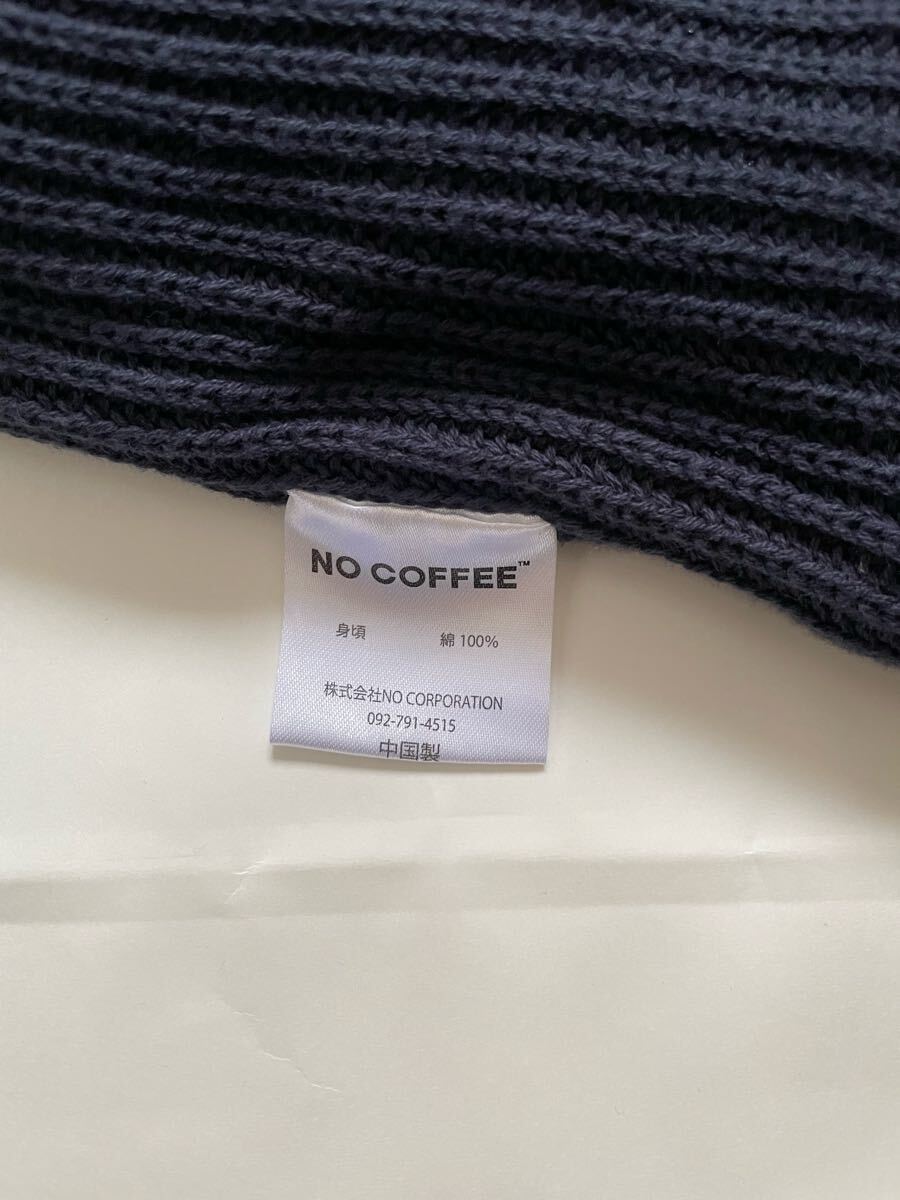 NO COFFEE™
身頃 綿 100%
株式会社NO CORPORATION
092-791-4515
中国製